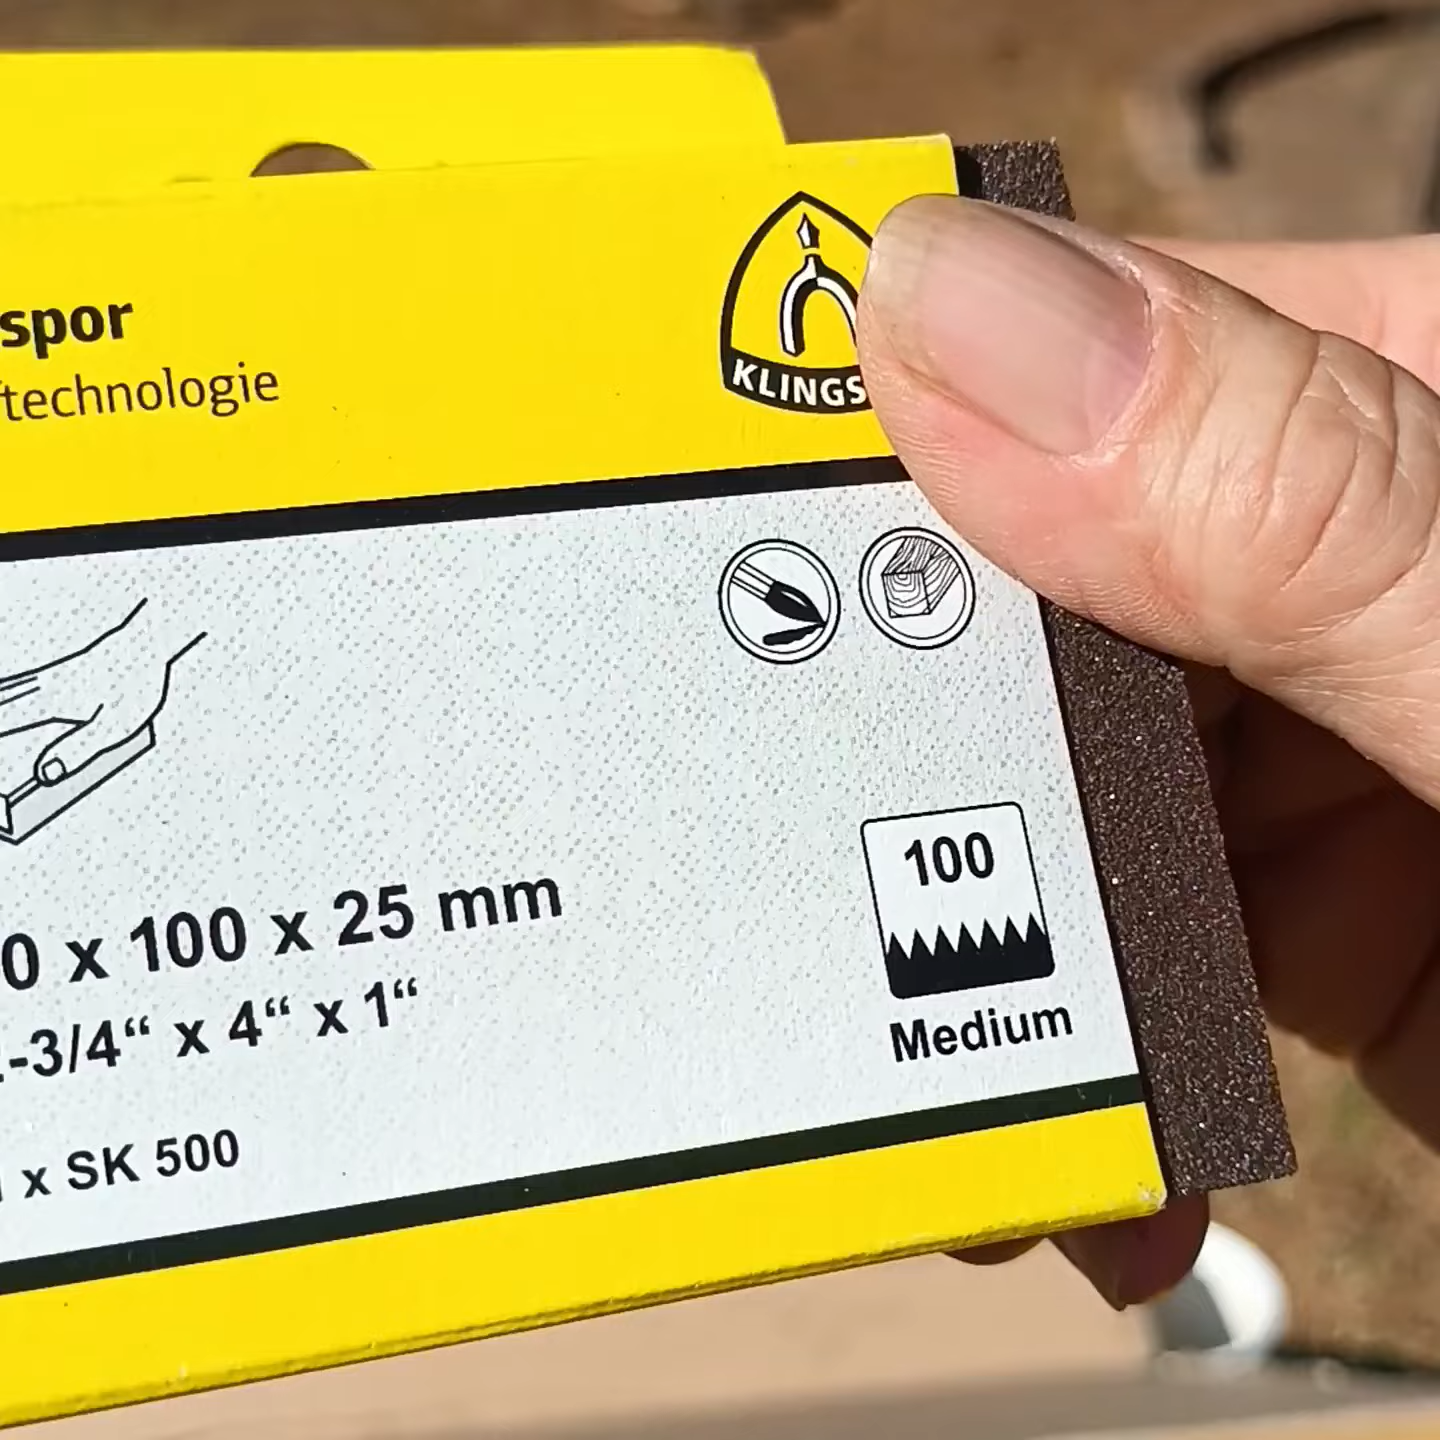 spor
technologie
KLINGS
100
0 x 100 x 25 mm
-3/4“ x 4“ x 1“
Medium
x SK 500